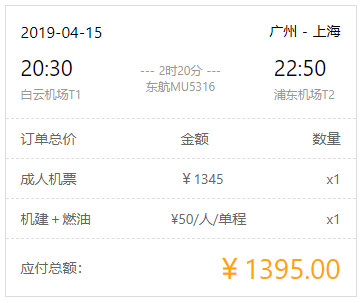 2019-04-15 广州 - 上海
20:30 --- 2时20分 --- 22:50
白云机场T1 东航MU5316 浦东机场T2
订单总价 金额 数量
成人机票 ￥1345 x1
机建＋燃油 ¥50/人/单程 x1
应付总额： ￥1395.00